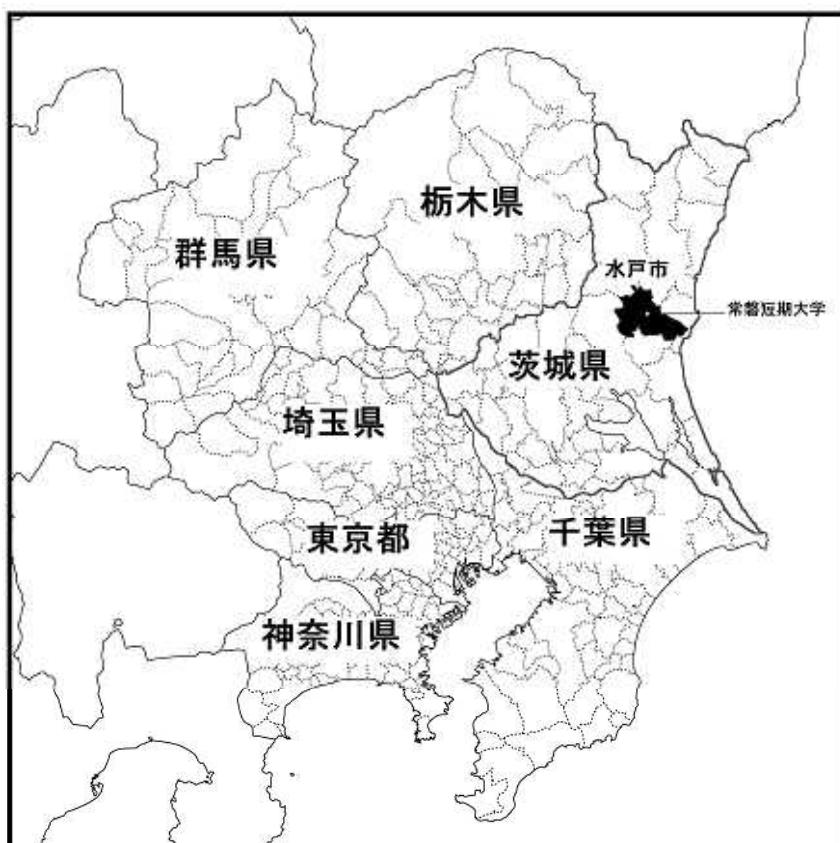 栃木県
群馬県
水戸市
常磐短期大学
茨城県
埼玉県
東京都
千葉県
神奈川県